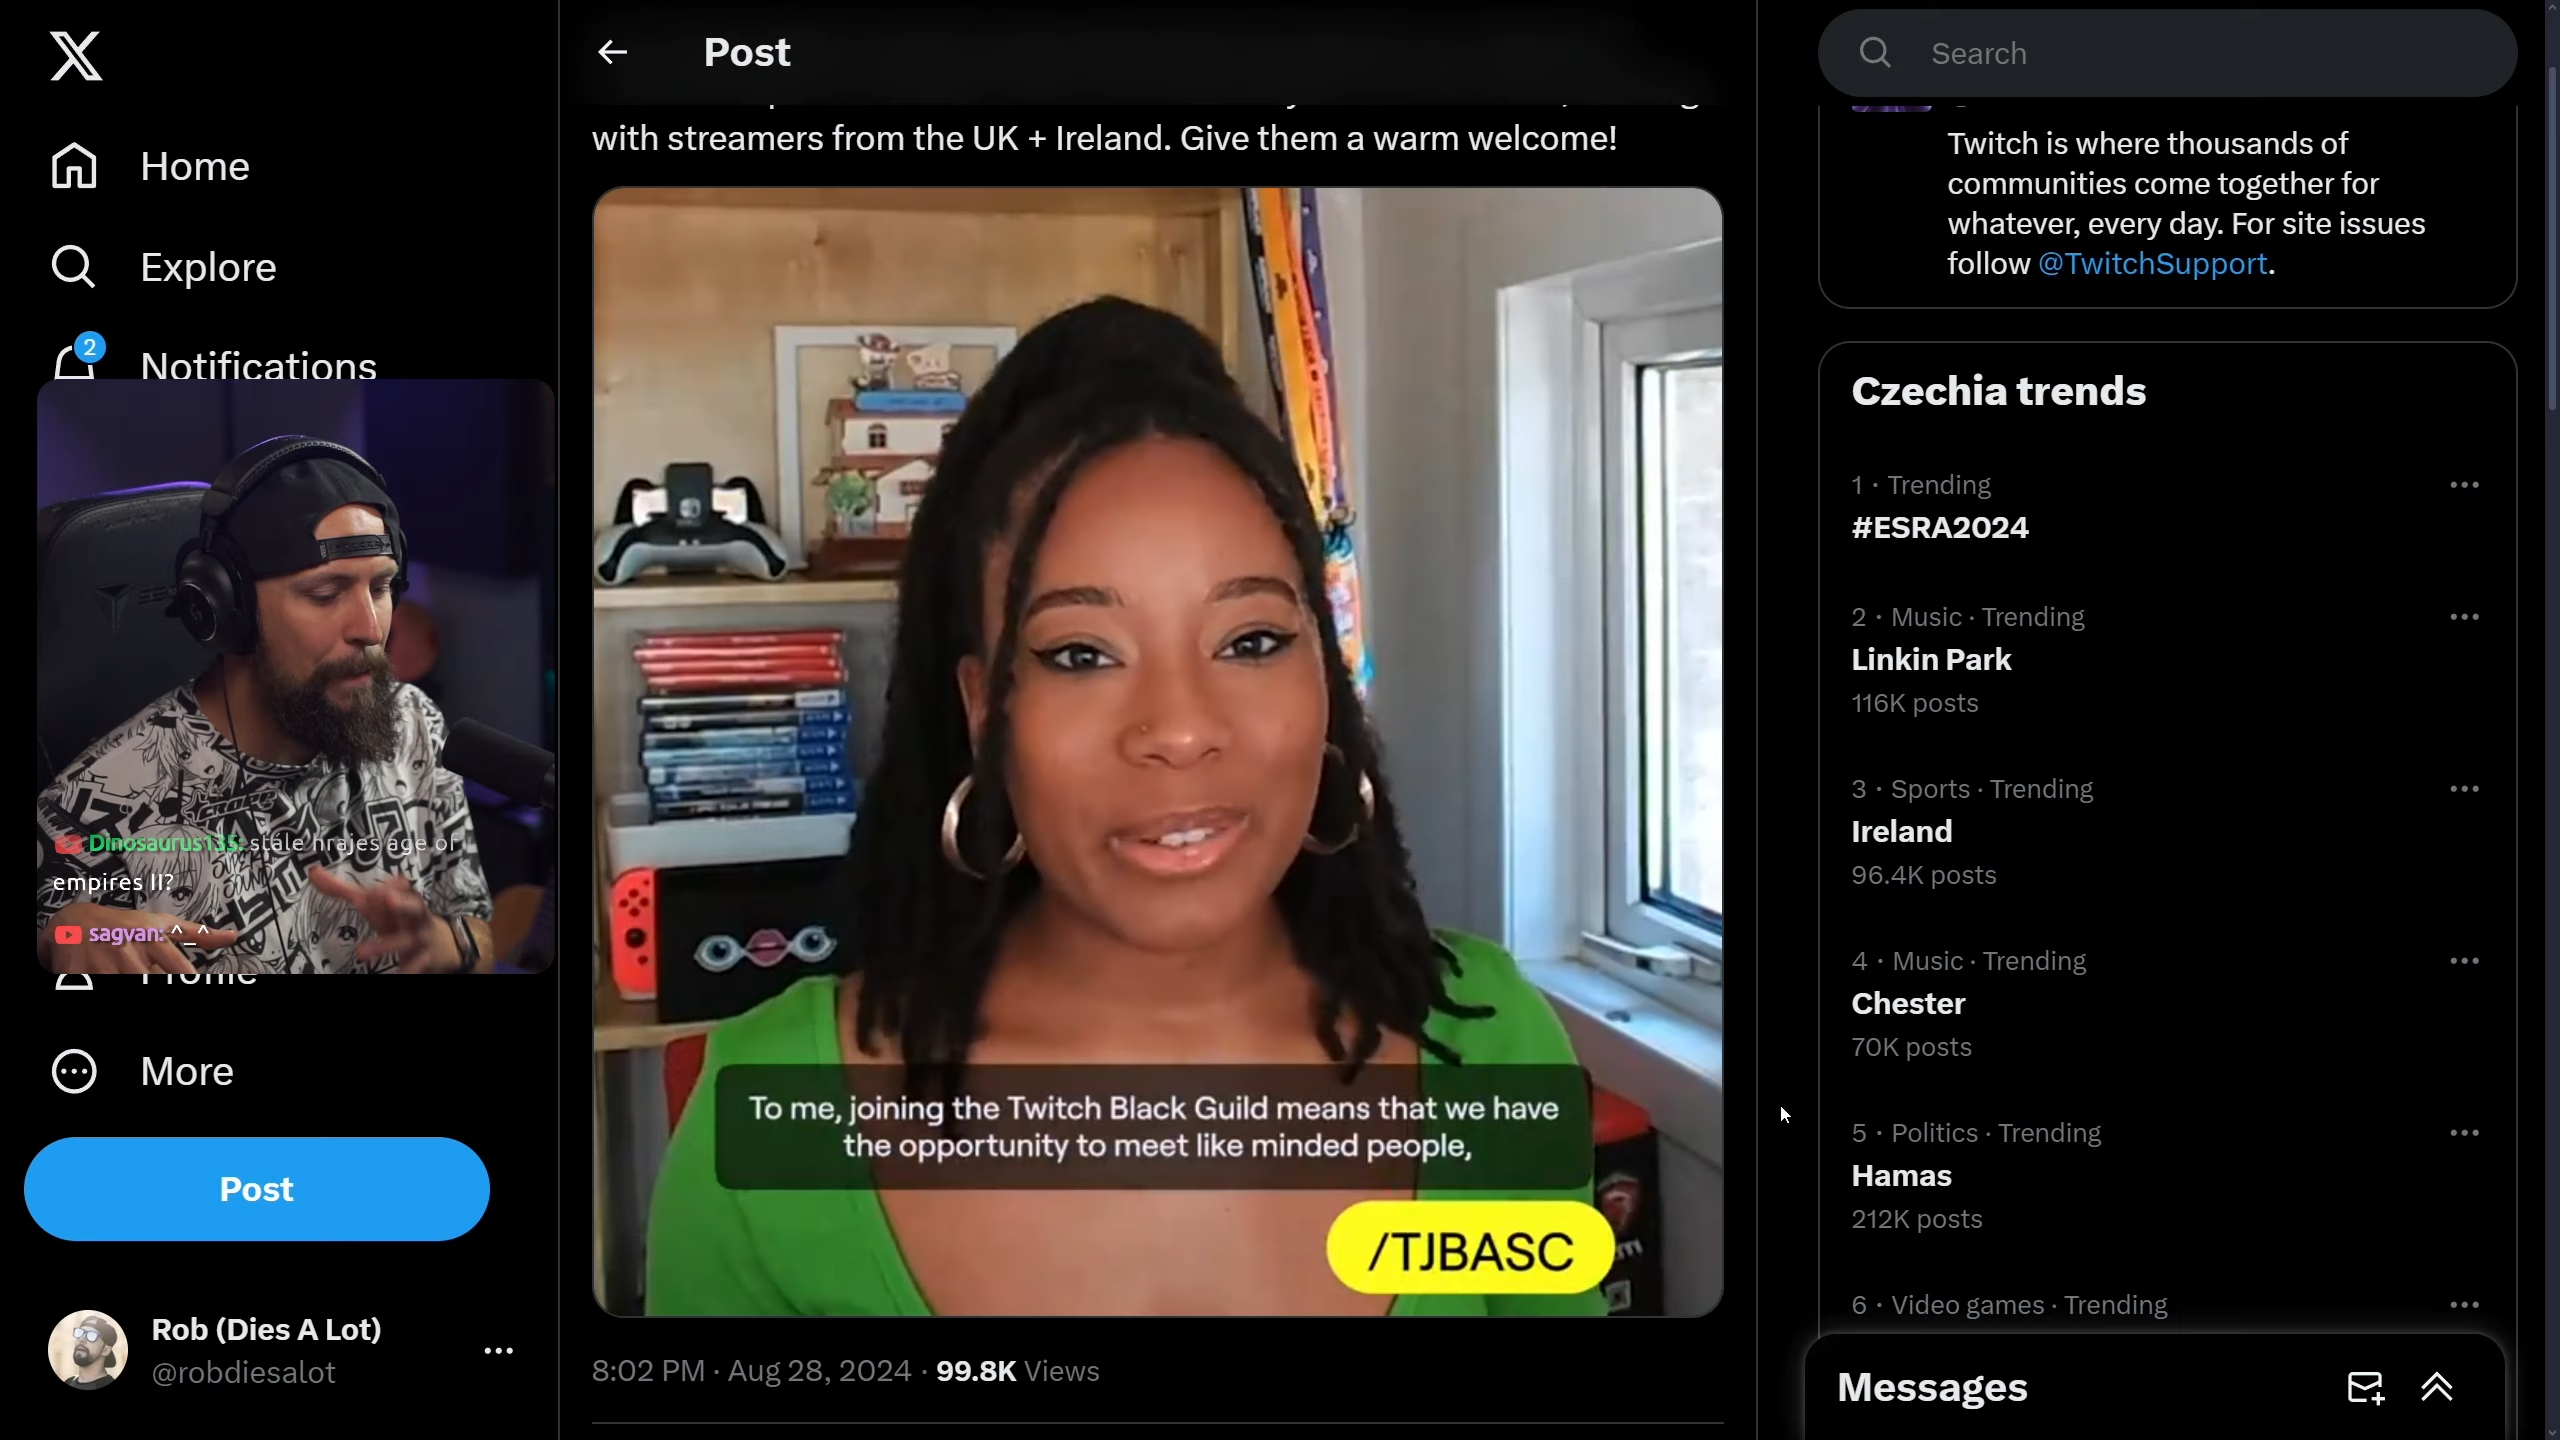 Home
Explore
2
Notifications
Dinosaurus135: stále hraješ age of
empires II?
sagvan: ^_^
Profile
More
Post
Rob (Dies A Lot)
@robdiesalot
Post
with streamers from the UK + Ireland. Give them a warm welcome!
To me, joining the Twitch Black Guild means that we have
the opportunity to meet like minded people,
/TJBASC
8:02 PM · Aug 28, 2024 · 99.8K Views
Search
Twitch is where thousands of
communities come together for
whatever, every day. For site issues
follow @TwitchSupport.
Czechia trends
1 · Trending
#ESRA2024
2 · Music · Trending
Linkin Park
116K posts
3 · Sports · Trending
Ireland
96.4K posts
4 · Music · Trending
Chester
70K posts
5 · Politics · Trending
Hamas
212K posts
6 · Video games · Trending
Messages